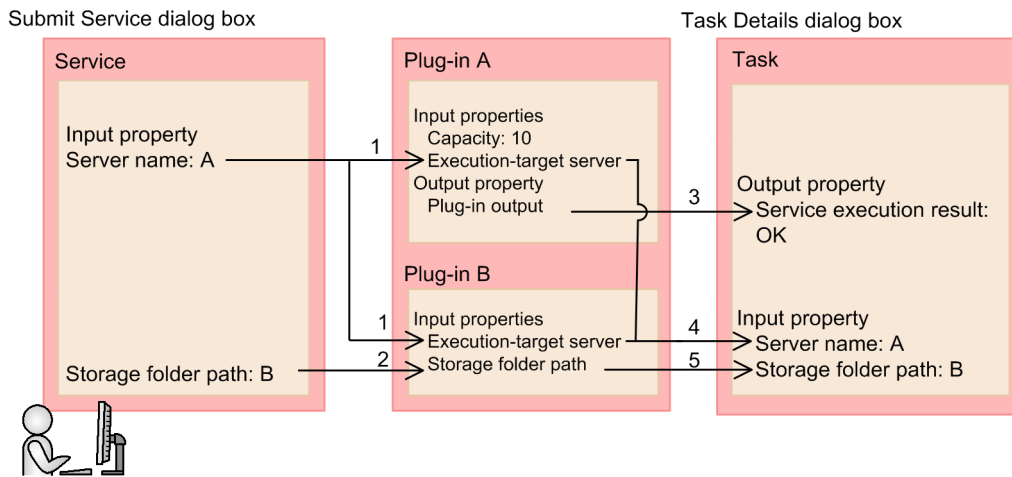 Submit Service dialog box
Service
Input property
Server name: A
Storage folder path: B
1
1
2
Plug-in A
Input properties
Capacity: 10
Execution-target server
Output property
Plug-in output
Plug-in B
Input properties
Execution-target server
Storage folder path
3
4
5
Task Details dialog box
Task
Output property
Service execution result:
OK
Input property
Server name: A
Storage folder path: B